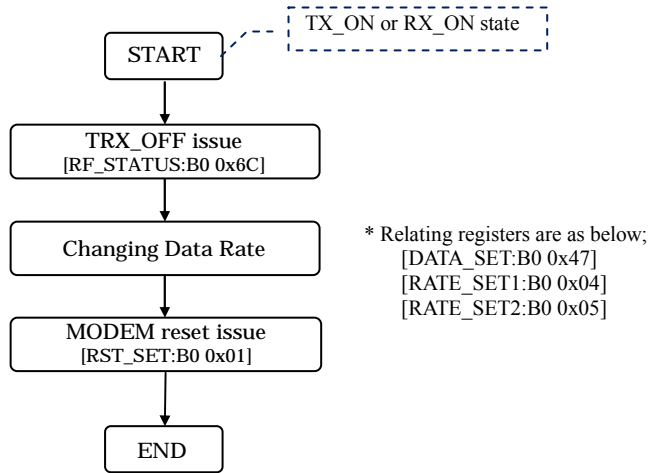 TX_ON or RX_ON state
START
TRX_OFF issue
[RF_STATUS:B0 0x6C]
Changing Data Rate
* Relating registers are as below;
[DATA_SET:B0 0x47]
[RATE_SET1:B0 0x04]
[RATE_SET2:B0 0x05]
MODEM reset issue
[RST_SET:B0 0x01]
END